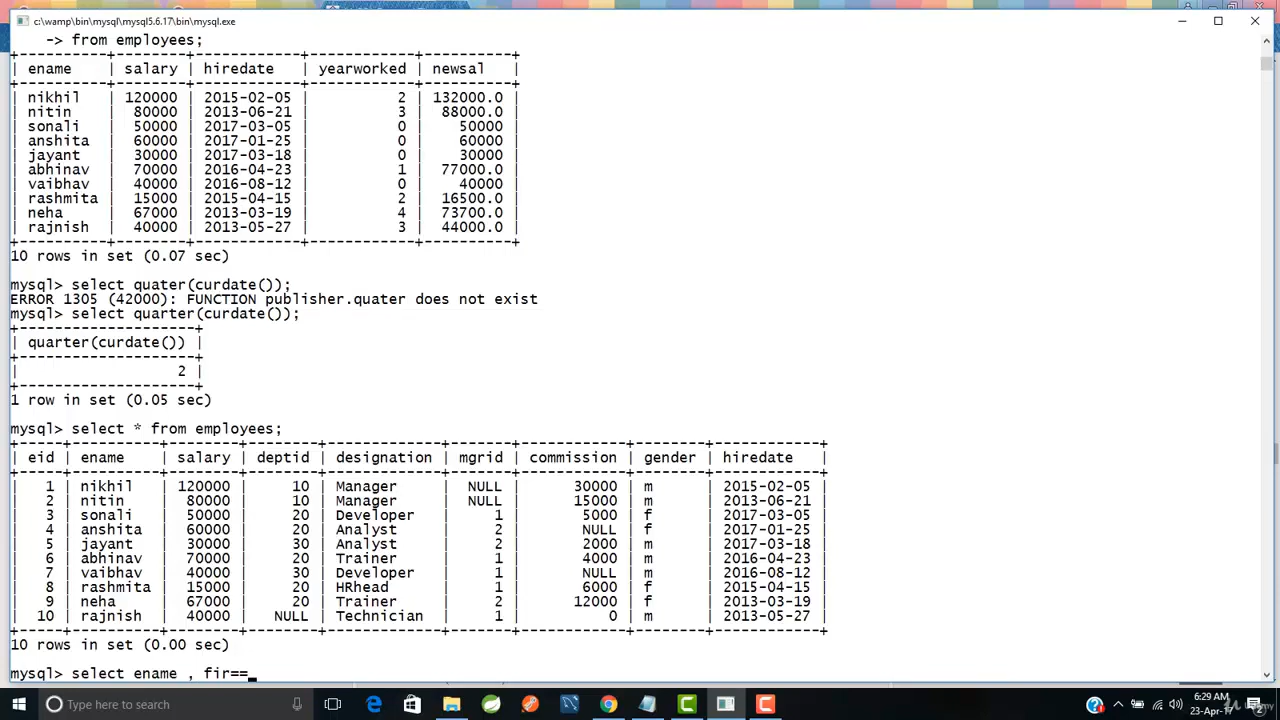 c:\wamp\bin\mysql\mysql5.6.17\bin\mysql.exe
    -> from employees;
+----------+--------+------------+------------+----------+
| ename    | salary | hiredate   | yearworked | newsal   |
+----------+--------+------------+------------+----------+
| nikhil   | 120000 | 2015-02-05 |          2 | 132000.0 |
| nitin    |  80000 | 2013-06-21 |          3 |  88000.0 |
| sonali   |  50000 | 2017-03-05 |          0 |    50000 |
| anshita  |  60000 | 2017-01-25 |          0 |    60000 |
| jayant   |  30000 | 2017-03-18 |          0 |    30000 |
| abhinav  |  70000 | 2016-04-23 |          1 |  77000.0 |
| vaibhav  |  40000 | 2016-08-12 |          0 |    40000 |
| rashmita |  15000 | 2015-04-15 |          2 |  16500.0 |
| neha     |  67000 | 2013-03-19 |          4 |  73700.0 |
| rajnish  |  40000 | 2013-05-27 |          3 |  44000.0 |
+----------+--------+------------+------------+----------+
10 rows in set (0.07 sec)
mysql> select quater(curdate());
ERROR 1305 (42000): FUNCTION publisher.quater does not exist
mysql> select quarter(curdate());
+--------------------+
| quarter(curdate()) |
+--------------------+
|                  2 |
+--------------------+
1 row in set (0.05 sec)
mysql> select * from employees;
+-----+----------+--------+--------+-------------+-------+------------+--------+------------+
| eid | ename    | salary | deptid | designation | mgrid | commission | gender | hiredate   |
+-----+----------+--------+--------+-------------+-------+------------+--------+------------+
|   1 | nikhil   | 120000 |     10 | Manager     |  NULL |      30000 | m      | 2015-02-05 |
|   2 | nitin    |  80000 |     10 | Manager     |  NULL |      15000 | m      | 2013-06-21 |
|   3 | sonali   |  50000 |     20 | Developer   |     1 |       5000 | f      | 2017-03-05 |
|   4 | anshita  |  60000 |     20 | Analyst     |     2 |       NULL | f      | 2017-01-25 |
|   5 | jayant   |  30000 |     30 | Analyst     |     2 |       2000 | m      | 2017-03-18 |
|   6 | abhinav  |  70000 |     20 | Trainer     |     1 |       4000 | m      | 2016-04-23 |
|   7 | vaibhav  |  40000 |     30 | Developer   |     1 |       NULL | m      | 2016-08-12 |
|   8 | rashmita |  15000 |     20 | HRhead      |     1 |       6000 | f      | 2015-04-15 |
|   9 | neha     |  67000 |     20 | Trainer     |     2 |      12000 | f      | 2013-03-19 |
|  10 | rajnish  |  40000 |   NULL | Technician  |     1 |          0 | m      | 2013-05-27 |
+-----+----------+--------+--------+-------------+-------+------------+--------+------------+
10 rows in set (0.00 sec)
mysql> select ename , fir==_
Type here to search
6:29 AM
23-Apr-17